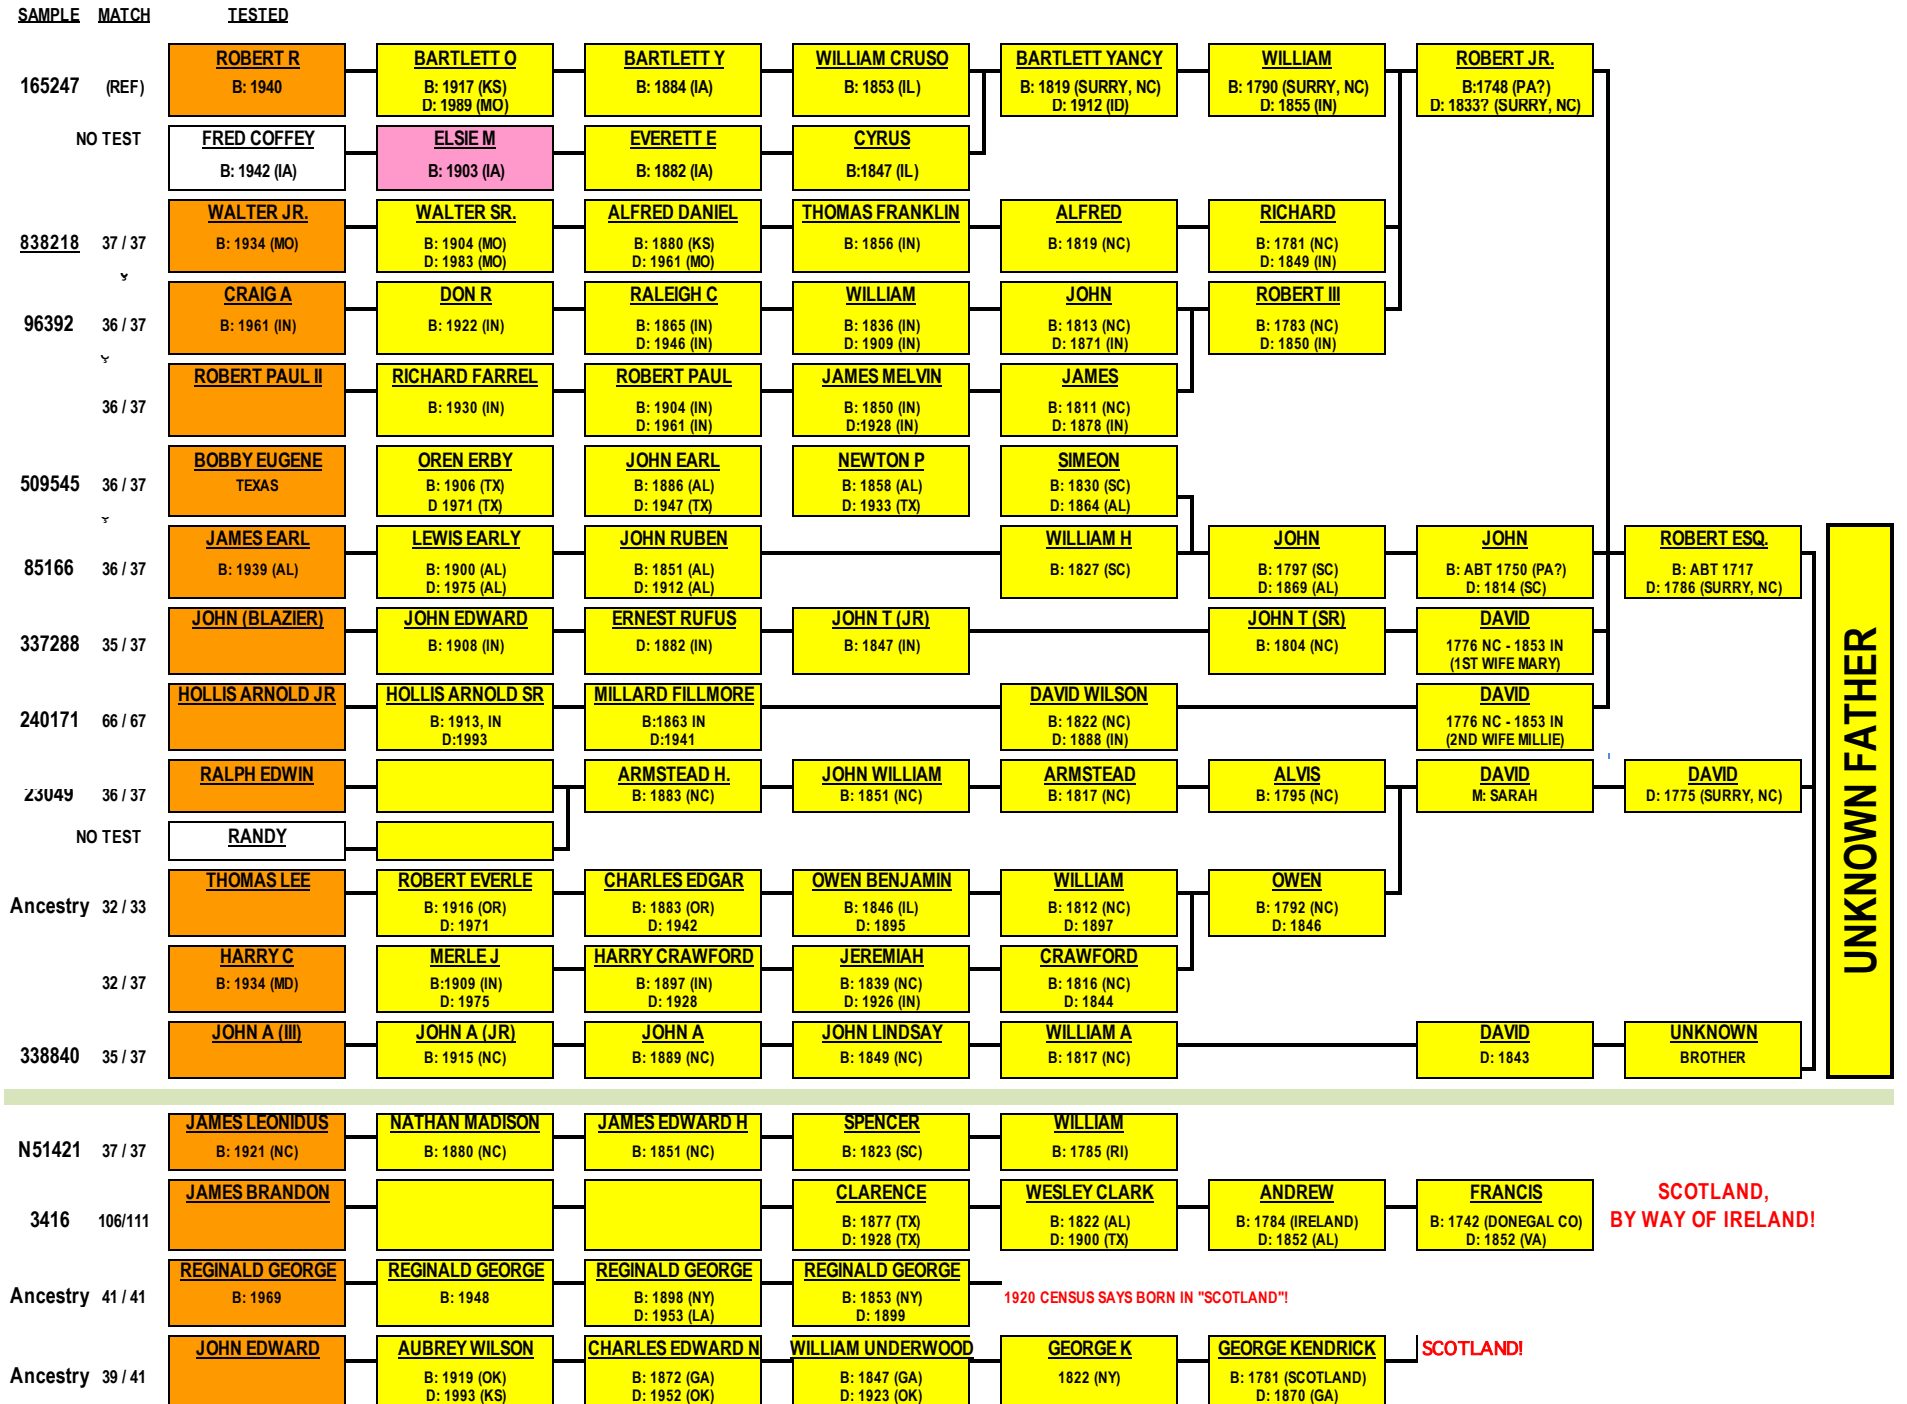 SAMPLE MATCH TESTED
165247 (REF)
ROBERT R
B: 1940
BARTLETT O
B: 1917 (KS)
D: 1989 (MO)
BARTLETT Y
B: 1884 (IA)
WILLIAM CRUSO
B: 1853 (IL)
BARTLETT YANCY
B: 1819 (SURRY, NC)
D: 1912 (ID)
WILLIAM
B: 1790 (SURRY, NC)
D: 1855 (IN)
ROBERT JR.
B:1748 (PA?)
D: 1833? (SURRY, NC)
NO TEST
FRED COFFEY
B: 1942 (IA)
ELSIE M
B: 1903 (IA)
EVERETT E
B: 1882 (IA)
CYRUS
B:1847 (IL)
838218 37 / 37
WALTER JR.
B: 1934 (MO)
WALTER SR.
B: 1904 (MO)
D: 1983 (MO)
ALFRED DANIEL
B: 1880 (KS)
D: 1961 (MO)
THOMAS FRANKLIN
B: 1856 (IN)
ALFRED
B: 1819 (NC)
RICHARD
B: 1781 (NC)
D: 1849 (IN)
96392 36 / 37
CRAIG A
B: 1961 (IN)
DON R
B: 1922 (IN)
RALEIGH C
B: 1865 (IN)
D: 1946 (IN)
WILLIAM
B: 1836 (IN)
D: 1909 (IN)
JOHN
B: 1813 (NC)
D: 1871 (IN)
ROBERT III
B: 1783 (NC)
D: 1850 (IN)
36 / 37
ROBERT PAUL II
RICHARD FARREL
B: 1930 (IN)
ROBERT PAUL
B: 1904 (IN)
D: 1961 (IN)
JAMES MELVIN
B: 1850 (IN)
D:1928 (IN)
JAMES
B: 1811 (NC)
D: 1878 (IN)
509545 36 / 37
BOBBY EUGENE
TEXAS
OREN ERBY
B: 1906 (TX)
D 1971 (TX)
JOHN EARL
B: 1886 (AL)
D: 1947 (TX)
NEWTON P
B: 1858 (AL)
D: 1933 (TX)
SIMEON
B: 1830 (SC)
D: 1864 (AL)
85166 36 / 37
JAMES EARL
B: 1939 (AL)
LEWIS EARLY
B: 1900 (AL)
D: 1975 (AL)
JOHN RUBEN
B: 1851 (AL)
D: 1912 (AL)
WILLIAM H
B: 1827 (SC)
JOHN
B: 1797 (SC)
D: 1869 (AL)
JOHN
B: ABT 1750 (PA?)
D: 1814 (SC)
ROBERT ESQ.
B: ABT 1717
D: 1786 (SURRY, NC)
UNKNOWN FATHER
337288 35 / 37
JOHN (BLAZIER)
JOHN EDWARD
B: 1908 (IN)
ERNEST RUFUS
D: 1882 (IN)
JOHN T (JR)
B: 1847 (IN)
JOHN T (SR)
B: 1804 (NC)
DAVID
1776 NC - 1853 IN
(1ST WIFE MARY)
240171 66 / 67
HOLLIS ARNOLD JR
HOLLIS ARNOLD SR
B: 1913, IN
D:1993
MILLARD FILLMORE
B:1863 IN
D:1941
DAVID WILSON
B: 1822 (NC)
D: 1888 (IN)
DAVID
1776 NC - 1853 IN
(2ND WIFE MILLIE)
23049 36 / 37
RALPH EDWIN
ARMSTEAD H.
B: 1883 (NC)
JOHN WILLIAM
B: 1851 (NC)
ARMSTEAD
B: 1817 (NC)
ALVIS
B: 1795 (NC)
DAVID
M: SARAH
DAVID
D: 1775 (SURRY, NC)
NO TEST
RANDY
Ancestry 32 / 33
THOMAS LEE
ROBERT EVERLE
B: 1916 (OR)
D: 1971
CHARLES EDGAR
B: 1883 (OR)
D: 1942
OWEN BENJAMIN
B: 1846 (IL)
D: 1895
WILLIAM
B: 1812 (NC)
D: 1897
OWEN
B: 1792 (NC)
D: 1846
32 / 37
HARRY C
B: 1934 (MD)
MERLE J
B:1909 (IN)
D: 1975
HARRY CRAWFORD
B: 1897 (IN)
D: 1928
JEREMIAH
B: 1839 (NC)
D: 1926 (IN)
CRAWFORD
B: 1816 (NC)
D: 1844
338840 35 / 37
JOHN A (III)
JOHN A (JR)
B: 1915 (NC)
JOHN A
B: 1889 (NC)
JOHN LINDSAY
B: 1849 (NC)
WILLIAM A
B: 1817 (NC)
DAVID
D: 1843
UNKNOWN
BROTHER
N51421 37 / 37
JAMES LEONIDUS
B: 1921 (NC)
NATHAN MADISON
B: 1880 (NC)
JAMES EDWARD H
B: 1851 (NC)
SPENCER
B: 1823 (SC)
WILLIAM
B: 1785 (RI)
3416 106/111
JAMES BRANDON
CLARENCE
B: 1877 (TX)
D: 1928 (TX)
WESLEY CLARK
B: 1822 (AL)
D: 1900 (TX)
ANDREW
B: 1784 (IRELAND)
D: 1852 (AL)
FRANCIS
B: 1742 (DONEGAL CO)
D: 1852 (VA)
SCOTLAND,
BY WAY OF IRELAND!
Ancestry 41 / 41
REGINALD GEORGE
B: 1969
REGINALD GEORGE
B: 1948
REGINALD GEORGE
B: 1898 (NY)
D: 1953 (LA)
REGINALD GEORGE
B: 1853 (NY)
D: 1899
1920 CENSUS SAYS BORN IN "SCOTLAND"!
Ancestry 39 / 41
JOHN EDWARD
AUBREY WILSON
B: 1919 (OK)
D: 1993 (KS)
CHARLES EDWARD N
B: 1872 (GA)
D: 1952 (OK)
WILLIAM UNDERWOOD
B: 1847 (GA)
D: 1923 (OK)
GEORGE K
1822 (NY)
GEORGE KENDRICK
B: 1781 (SCOTLAND)
D: 1870 (GA)
SCOTLAND!